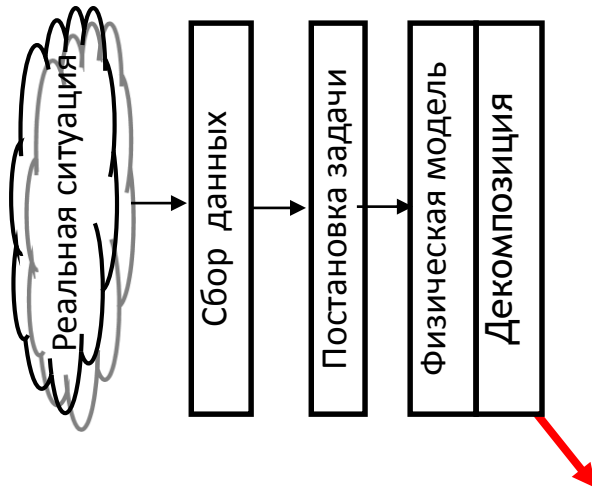 Реальная ситуация
Сбор данных
Постановка задачи
Физическая модель
Декомпозиция